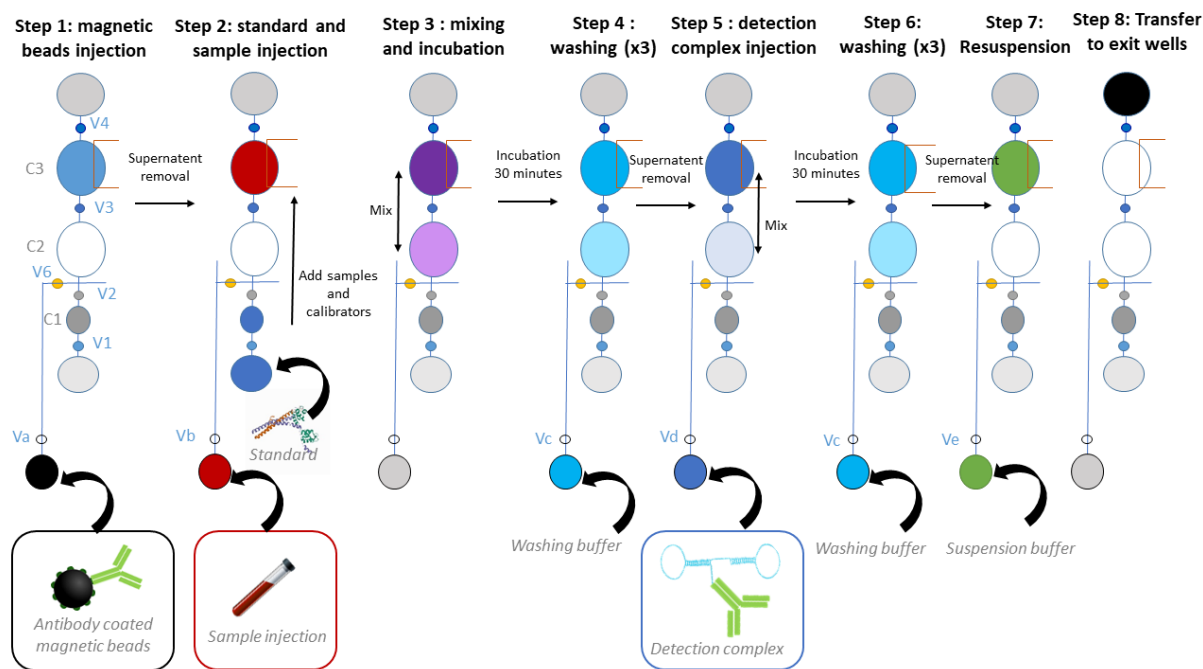 Step 1: magnetic
beads injection
Step 2: standard and
sample injection
Step 3 : mixing
and incubation
Step 4 :
washing (x3)
Step 5 : detection
complex injection
Step 6:
washing (x3)
Step 7:
Resuspension
Step 8: Transfer
to exit wells
V4
C3
V3
C2
V6
V2
C1
V1
Va
Supernatent
removal
Add samples
and
calibrators
Vb
Standard
Mix
Incubation
30 minutes
Vc
Supernatent
removal
Vd
Mix
Incubation
30 minutes
Vc
Supernatent
removal
Ve
Washing buffer
Washing buffer
Suspension buffer
Antibody coated
magnetic beads
Sample injection
Detection complex